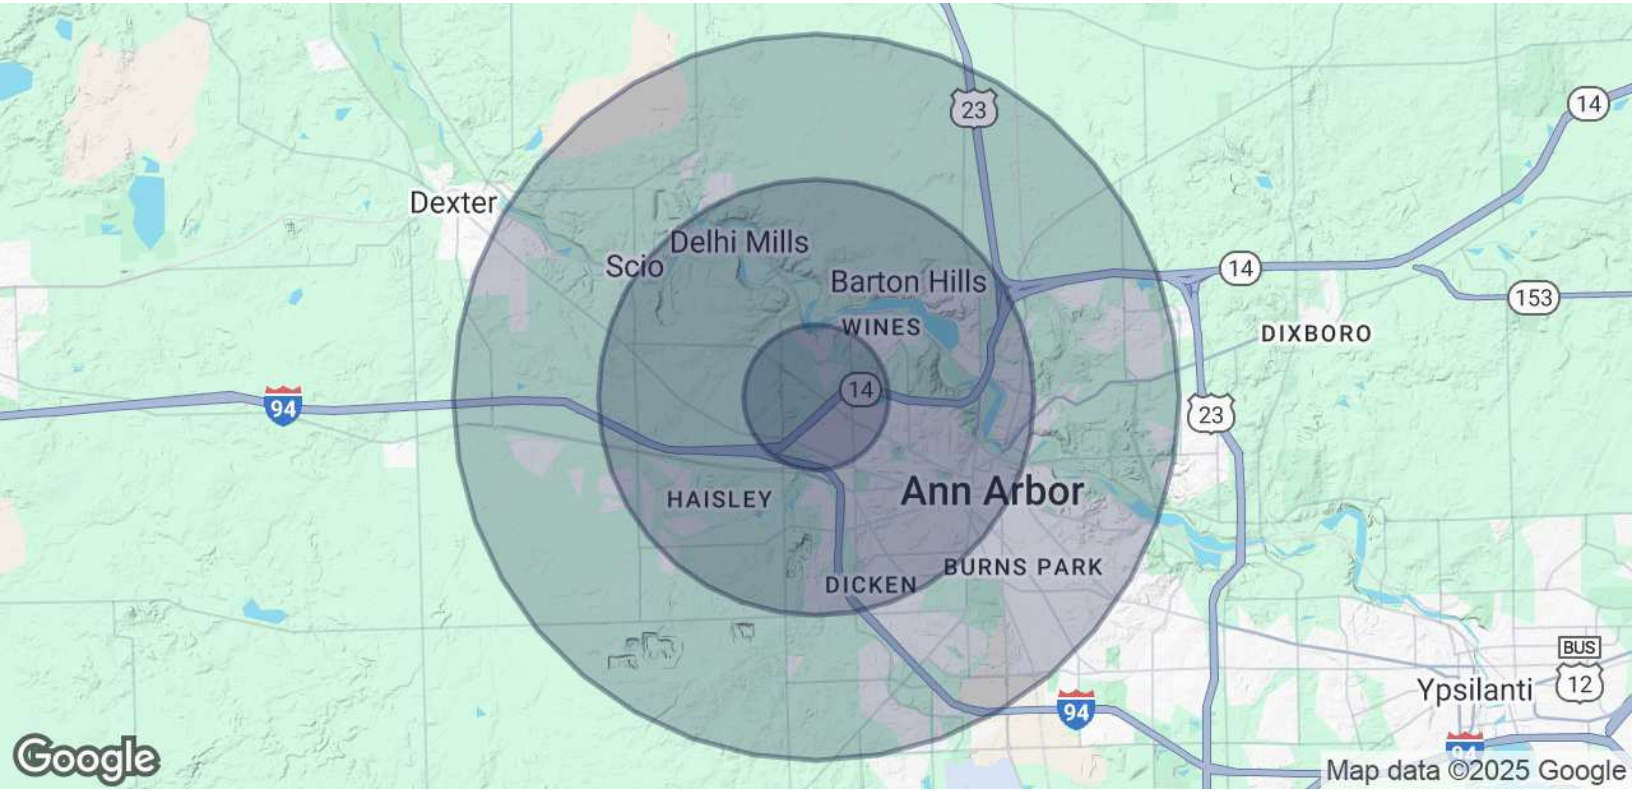 23
14
Dexter
Delhi Mills
Scio
14
Barton Hills
153
WINES
DIXBORO
14
94
23
Ann Arbor
HAISLEY
BURNS PARK
DICKEN
BUS
12
Ypsilanti
94
94
Google
Map data ©2025 Google